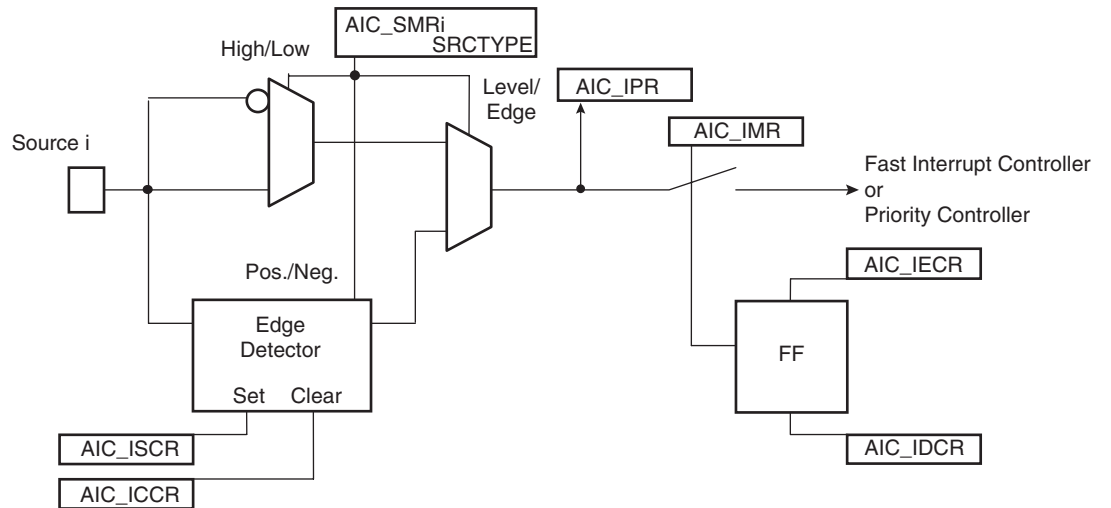 AIC_SMRi
SRCTYPE
High/Low
Level/
Edge
AIC_IPR
AIC_IMR
Source i
Fast Interrupt Controller
or
Priority Controller
Pos./Neg.
AIC_IECR
Edge
Detector
FF
Set Clear
AIC_ISCR
AIC_IDCR
AIC_ICCR